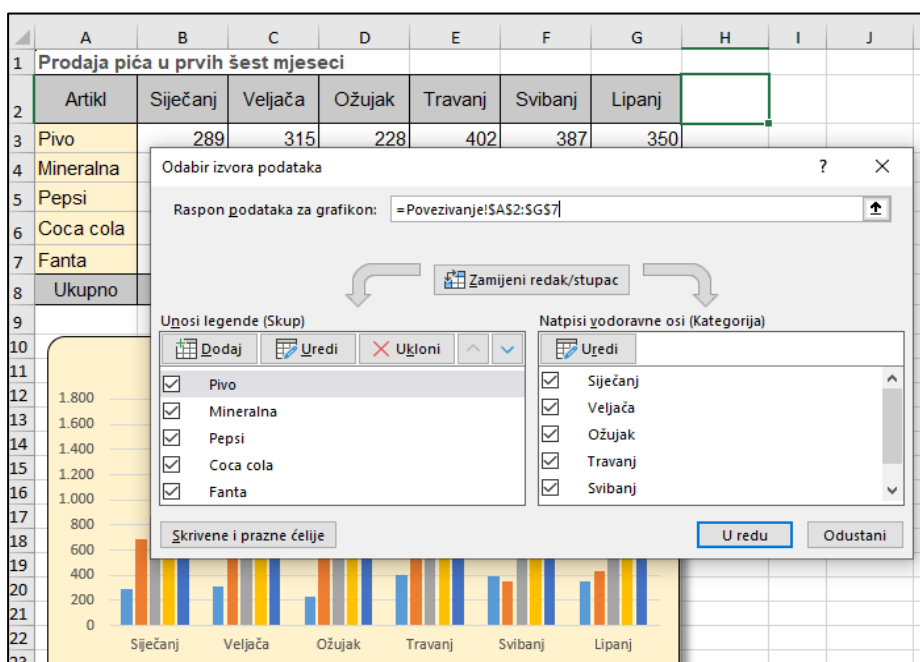 A B C D E F G H I J
1 Prodaja pića u prvih šest mjeseci
2 Artikl Siječanj Veljača Ožujak Travanj Svibanj Lipanj
3 Pivo 289 315 228 402 387 350
4 Mineralna
5 Pepsi
6 Coca cola
7 Fanta
8 Ukupno
9
10
11
12
13
14
15
16
17
18
19
20
21
22
23
Odabir izvora podataka ? ×
Raspon podataka za grafikon: =Povezivanje!$A$2:$G$7
Zamijeni redak/stupac
Unosi legende (Skup)
Dodaj Uredi Ukloni
Pivo
Mineralna
Pepsi
Coca cola
Fanta
Natpisi vodoravne osi (Kategorija)
Uredi
Siječanj
Veljača
Ožujak
Travanj
Svibanj
Skrivene i prazne ćelije U redu Odustani
1.800
1.600
1.400
1.200
1.000
800
600
400
200
0
Siječanj Veljača Ožujak Travanj Svibanj Lipanj